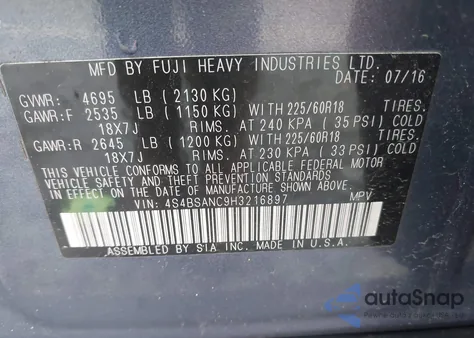 MFD BY FUJI HEAVY INDUSTRIES LTD.
DATE: 07/16
GVWR: 4695 LB (2130 KG)
GAWR:F 2535 LB (1150 KG) WITH 225/60R18 TIRES.
18X7J RIMS. AT 240 KPA (35 PSI) COLD
GAWR:R 2645 LB (1200 KG) WITH 225/60R18 TIRES.
18X7J RIMS. AT 230 KPA (33 PSI) COLD
THIS VEHICLE CONFORMS TO ALL APPLICABLE FEDERAL MOTOR
VEHICLE SAFETY AND THEFT PREVENTION STANDARDS IN
EFFECT ON THE DATE OF MANUFACTURE SHOWN ABOVE.
VIN: 4S4BSANC9H3216897 MPV
ASSEMBLED BY SIA INC. MADE IN U.S.A.
autoSnap